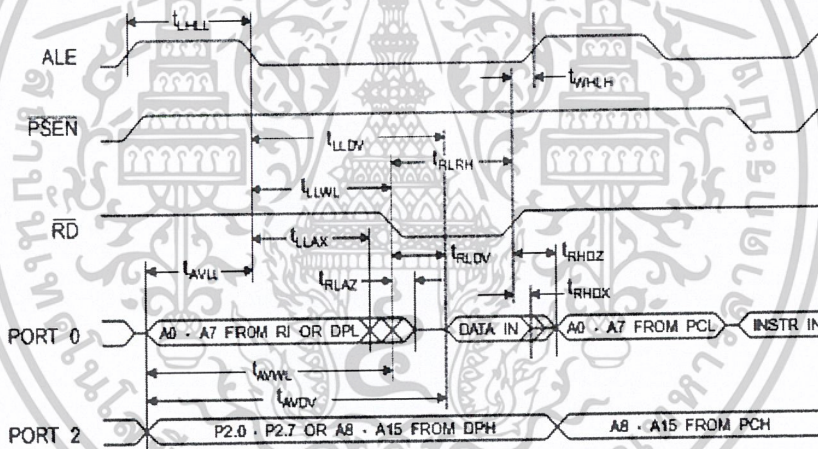 tLHLL
ALE
tWHLH
PSEN
tLLDV
tRLRH
tLLWL
RD
tLLAX
tRLDV
tRHDZ
tAVLL
tRLAZ
tRHDX
PORT 0
A0 - A7 FROM RI OR DPL
DATA IN
A0 - A7 FROM PCL
INSTR IN
tAVWL
tAVDV
PORT 2
P2.0 - P2.7 OR A8 - A15 FROM DPH
A8 - A15 FROM PCH